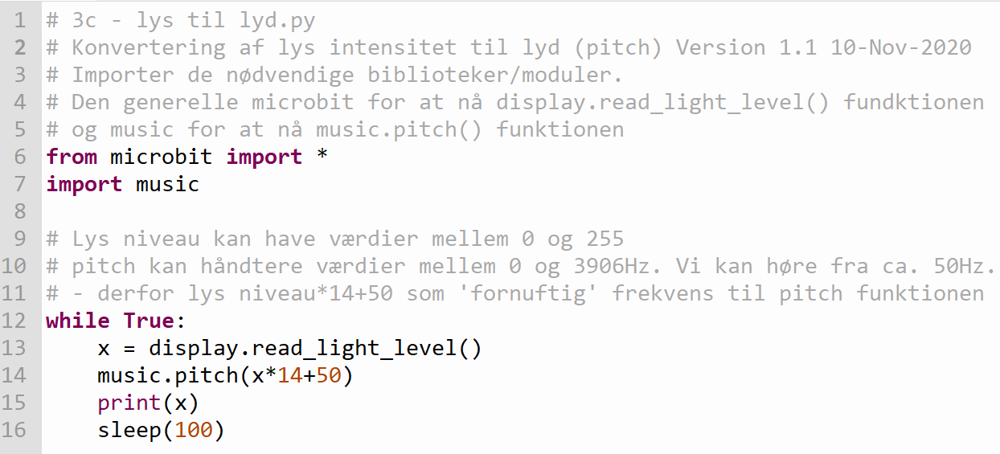 1 # 3c - lys til lyd.py
2 # Konvertering af lys intensitet til lyd (pitch) Version 1.1 10-Nov-2020
3 # Importer de nødvendige biblioteker/moduler.
4 # Den generelle microbit for at nå display.read_light_level() fundktionen
5 # og music for at nå music.pitch() funktionen
6 from microbit import *
7 import music
8
9 # Lys niveau kan have værdier mellem 0 og 255
10 # pitch kan håndtere værdier mellem 0 og 3906Hz. Vi kan høre fra ca. 50Hz.
11 # - derfor lys niveau*14+50 som 'fornuftig' frekvens til pitch funktionen
12 while True:
13     x = display.read_light_level()
14     music.pitch(x*14+50)
15     print(x)
16     sleep(100)